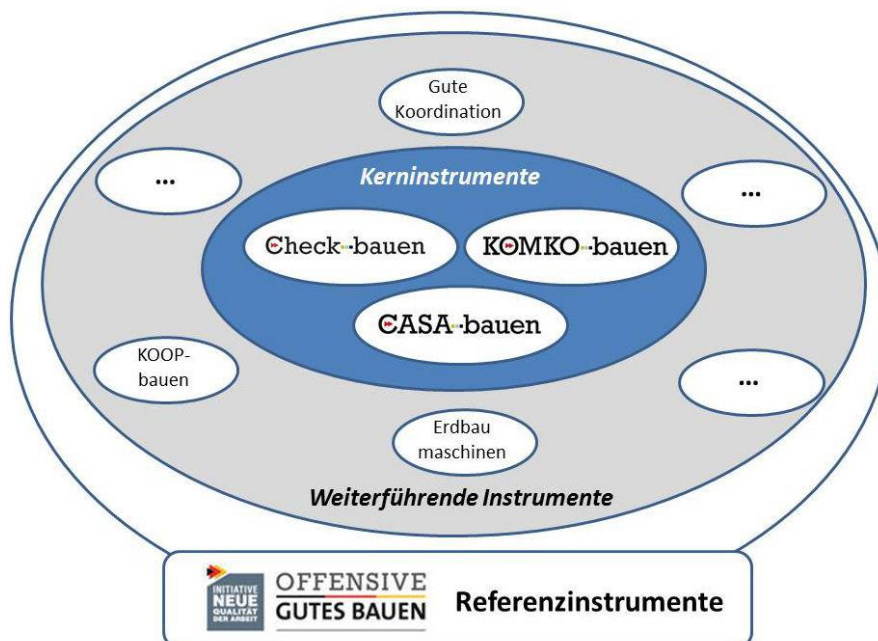 Gute
Koordination
...
Kerninstrumente
...
Check-bauen
KOMKO-bauen
CASA-bauen
KOOP-
bauen
...
Erdbau
maschinen
Weiterführende Instrumente
INITIATIVE
NEUE
QUALITÄT
DER ARBEIT
OFFENSIVE
GUTES BAUEN
Referenzinstrumente